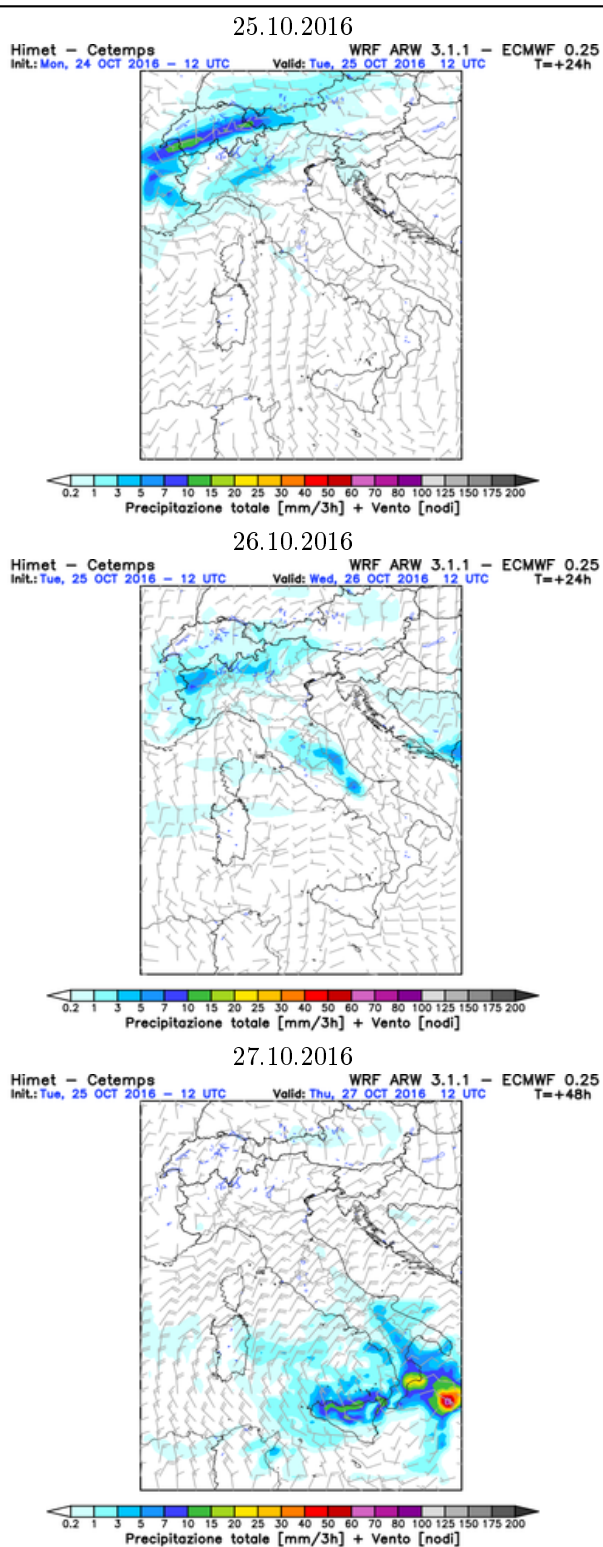 25.10.2016
Himet – Cetemps WRF ARW 3.1.1 – ECMWF 0.25
Init.: Mon, 24 OCT 2016 – 12 UTC Valid: Tue, 25 OCT 2016 12 UTC T=+24h
0.2 1 3 5 7 10 15 20 25 30 40 50 60 70 80 100 125 150 175 200
Precipitazione totale [mm/3h] + Vento [nodi]
26.10.2016
Himet – Cetemps WRF ARW 3.1.1 – ECMWF 0.25
Init.: Tue, 25 OCT 2016 – 12 UTC Valid: Wed, 26 OCT 2016 12 UTC T=+24h
0.2 1 3 5 7 10 15 20 25 30 40 50 60 70 80 100 125 150 175 200
Precipitazione totale [mm/3h] + Vento [nodi]
27.10.2016
Himet – Cetemps WRF ARW 3.1.1 – ECMWF 0.25
Init.: Tue, 25 OCT 2016 – 12 UTC Valid: Thu, 27 OCT 2016 12 UTC T=+48h
0.2 1 3 5 7 10 15 20 25 30 40 50 60 70 80 100 125 150 175 200
Precipitazione totale [mm/3h] + Vento [nodi]